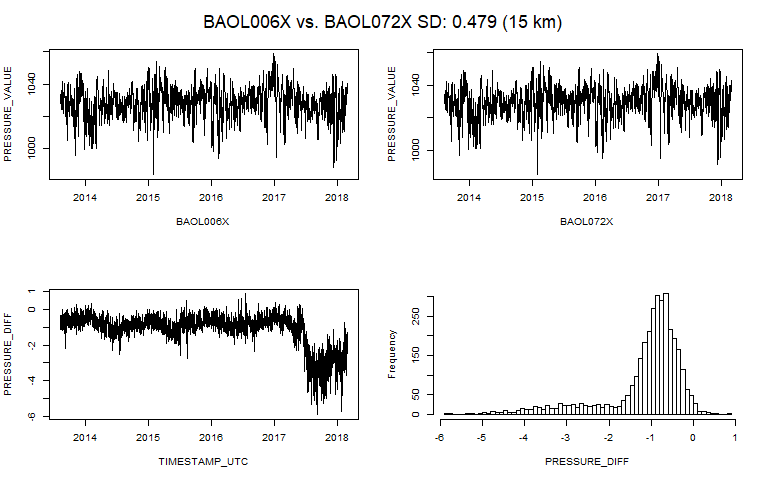 BAOL006X vs. BAOL072X SD: 0.479 (15 km)
PRESSURE_VALUE
1000 1040
2014 2015 2016 2017 2018
BAOL006X
PRESSURE_VALUE
1000 1040
2014 2015 2016 2017 2018
BAOL072X
PRESSURE_DIFF
-6 -4 -2 0 1
2014 2015 2016 2017 2018
TIMESTAMP_UTC
Frequency
0 50 150 250
-6 -5 -4 -3 -2 -1 0 1
PRESSURE_DIFF